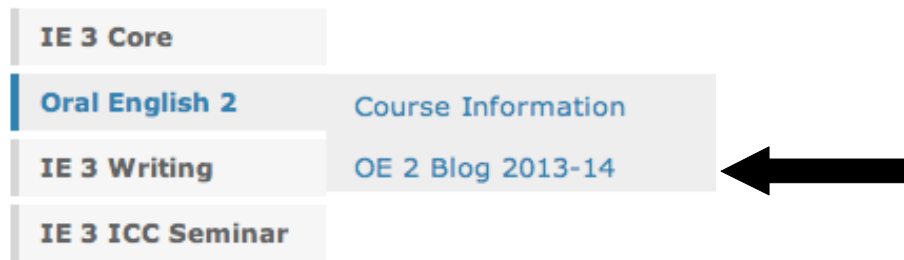 IE 3 Core
Oral English 2
Course Information
IE 3 Writing
OE 2 Blog 2013-14
IE 3 ICC Seminar